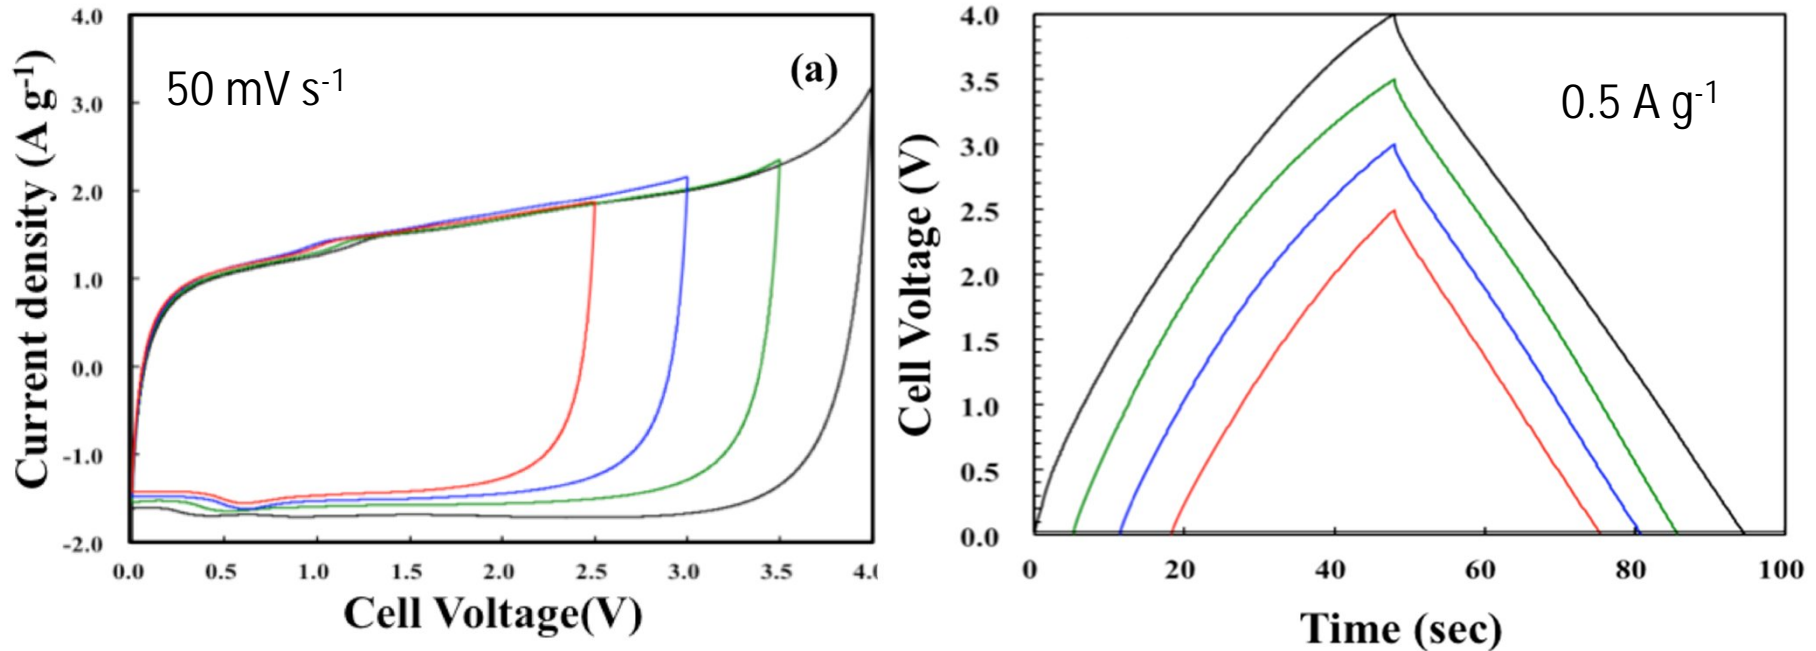 4.0
3.0
2.0
1.0
0.0
-1.0
-2.0
Current density (A g-1)
50 mV s-1
(a)
0.0 0.5 1.0 1.5 2.0 2.5 3.0 3.5 4.0
Cell Voltage(V)
4.0
3.5
3.0
2.5
2.0
1.5
1.0
0.5
0.0
Cell Voltage (V)
0.5 A g-1
0 20 40 60 80 100
Time (sec)